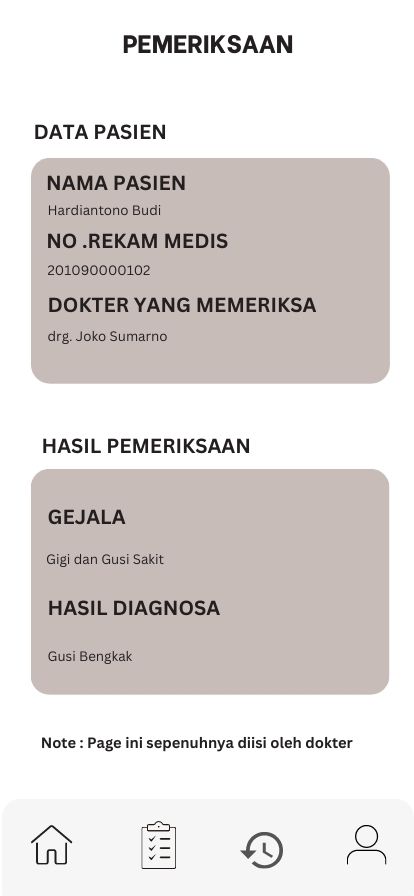 PEMERIKSAAN
DATA PASIEN
NAMA PASIEN
Hardiantono Budi
NO .REKAM MEDIS
201090000102
DOKTER YANG MEMERIKSA
drg. Joko Sumarno
HASIL PEMERIKSAAN
GEJALA
Gigi dan Gusi Sakit
HASIL DIAGNOSA
Gusi Bengkak
Note : Page ini sepenuhnya diisi oleh dokter